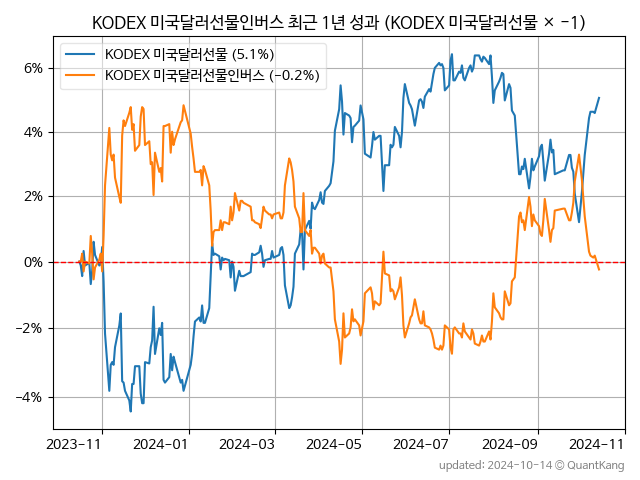 KODEX 미국달러선물인버스 최근 1년 성과 (KODEX 미국달러선물 × −1)
KODEX 미국달러선물 (5.1%)
KODEX 미국달러선물인버스 (−0.2%)
6%
4%
2%
0%
−2%
−4%
2023-11 2024-01 2024-03 2024-05 2024-07 2024-09 2024-11
updated: 2024-10-14 © QuantKang